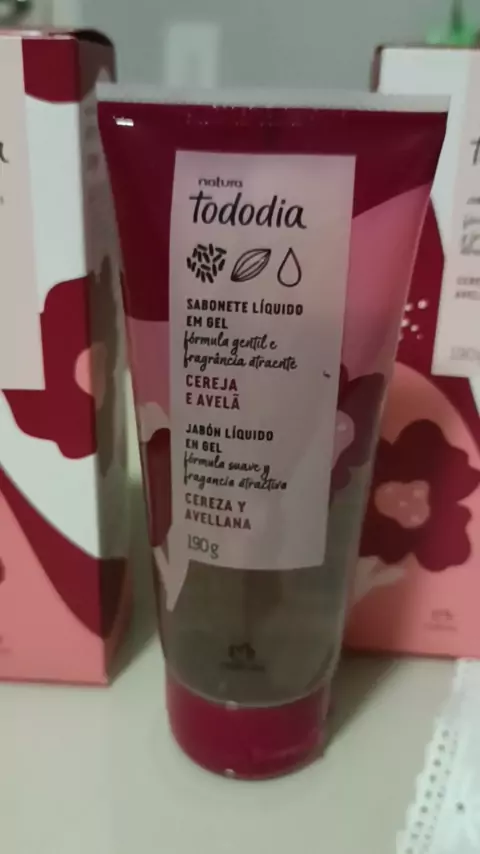 natura
tododia
SABONETE LÍQUIDO
EM GEL
fórmula gentil e
fragrância atraente
CEREJA
E AVELÃ
JABÓN LÍQUIDO
EN GEL
fórmula suave y
fragancia atractiva
CEREZA Y
AVELLANA
190 g